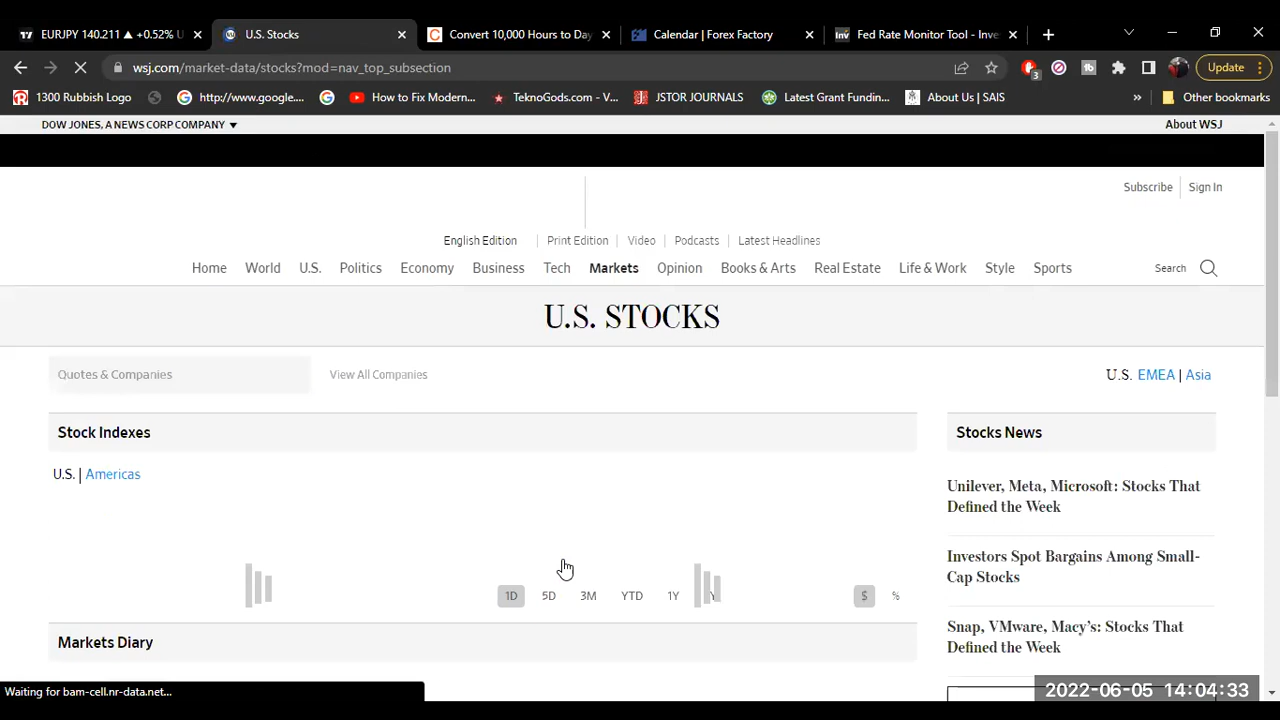 EURJPY 140.211 ▲ +0.52% U
U.S. Stocks
Convert 10,000 Hours to Day
Calendar | Forex Factory
Fed Rate Monitor Tool - Inve
wsj.com/market-data/stocks?mod=nav_top_subsection
3
Update
1300 Rubbish Logo
http://www.google....
How to Fix Modern...
TeknoGods.com - V...
JSTOR JOURNALS
Latest Grant Fundin...
About Us | SAIS
»
Other bookmarks
DOW JONES, A NEWS CORP COMPANY ▼
About WSJ
Subscribe
Sign In
English Edition
Print Edition
Video
Podcasts
Latest Headlines
Home
World
U.S.
Politics
Economy
Business
Tech
Markets
Opinion
Books & Arts
Real Estate
Life & Work
Style
Sports
Search
U.S. STOCKS
Quotes & Companies
View All Companies
U.S. EMEA | Asia
Stock Indexes
Stocks News
U.S. | Americas
Unilever, Meta, Microsoft: Stocks That
Defined the Week
Investors Spot Bargains Among Small-
Cap Stocks
1D
5D
3M
YTD
1Y
$
%
Snap, VMware, Macy's: Stocks That
Defined the Week
Markets Diary
Waiting for bam-cell.nr-data.net...
2022-06-05 14:04:33